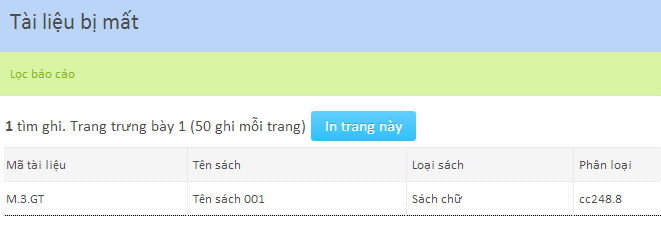 Tài liệu bị mất
Lọc báo cáo
1 tìm ghi. Trang trưng bày 1 (50 ghi mỗi trang) In trang này
Mã tài liệu Tên sách Loại sách Phân loại
M.3.GT Tên sách 001 Sách chữ cc248.8